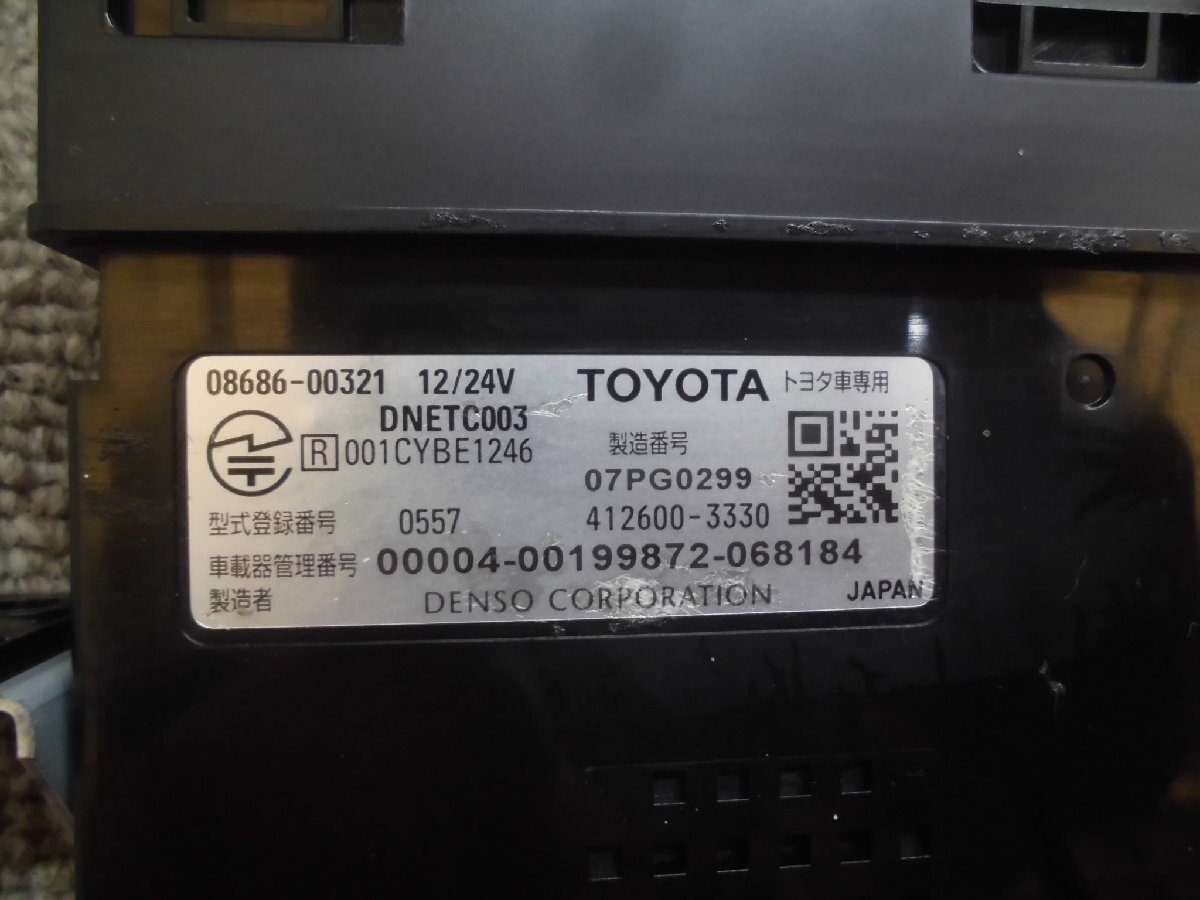 08686-00321 12/24V TOYOTA トヨタ車専用
DNETC003
R 001CYBE1246 製造番号
07PG0299
型式登録番号 0557 412600-3330
車載器管理番号 00004-00199872-068184
製造者 DENSO CORPORATION JAPAN